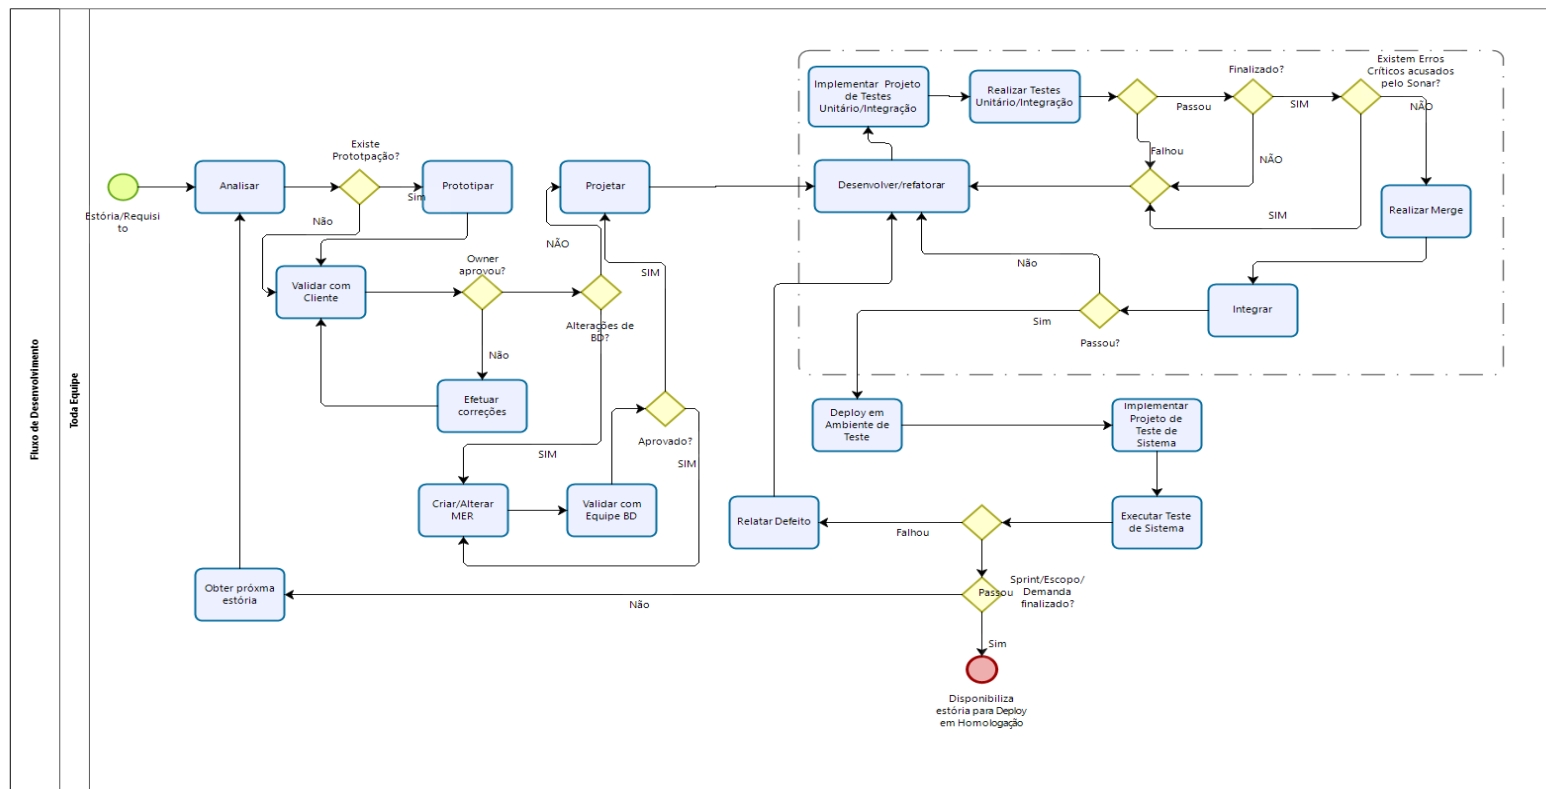 Fluxo de Desenvolvimento
Toda Equipe
Estória/Requisi
to
Analisar
Existe
Prototpação?
Sim
Não
Prototipar
Validar com
Cliente
Owner
aprovou?
Não
Efetuar
correções
Alterações de
BD?
NÃO
SIM
Projetar
SIM
Criar/Alterar
MER
Validar com
Equipe BD
Aprovado?
SIM
Implementar Projeto
de Testes
Unitário/Integração
Realizar Testes
Unitário/Integração
Passou
Falhou
Finalizado?
SIM
NÃO
Existem Erros
Críticos acusados
pelo Sonar?
NÃO
SIM
Desenvolver/refatorar
Realizar Merge
Integrar
Passou?
Não
Sim
Deploy em
Ambiente de
Teste
Implementar
Projeto de
Teste de
Sistema
Executar Teste
de Sistema
Falhou
Relatar Defeito
Passou
Sprint/Escopo/
Demanda
finalizado?
Não
Obter próxma
estória
Sim
Disponibiliza
estória para Deploy
em Homologação